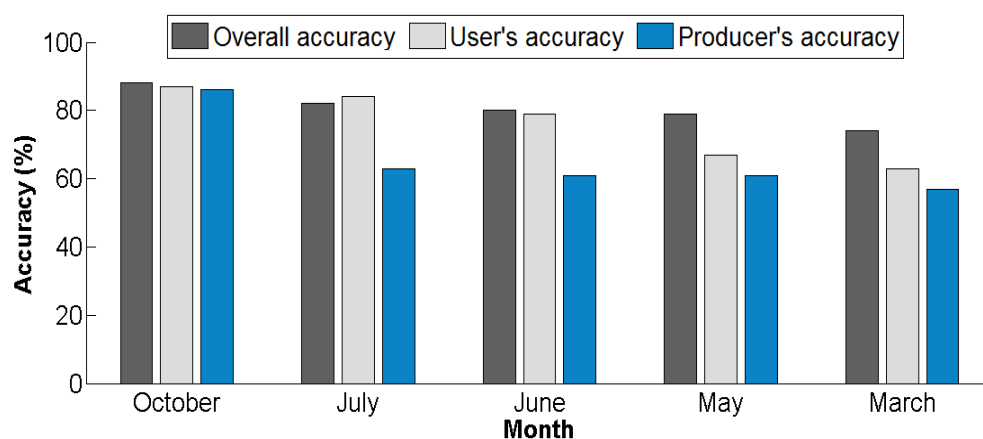 Overall accuracy User's accuracy Producer's accuracy
100
80
60
40
20
0
Accuracy (%)
October July June May March
Month